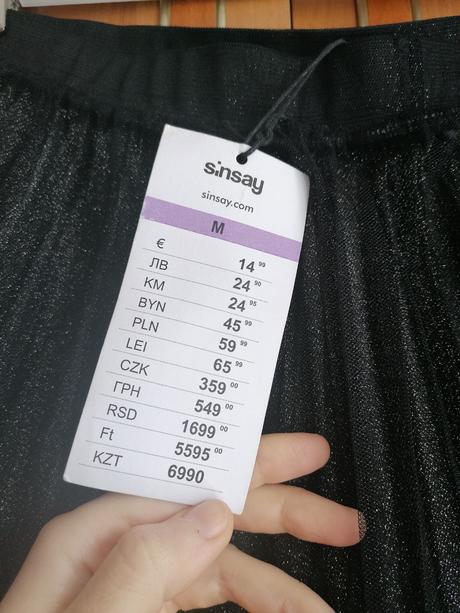 sinsay
sinsay.com
M
€ 14 99
ЛВ 24 90
KM 24 95
BYN 45 99
PLN 59 99
LEI 65 99
CZK 359 00
ГРН 549 00
RSD 1699 00
Ft 5595 00
KZT 6990